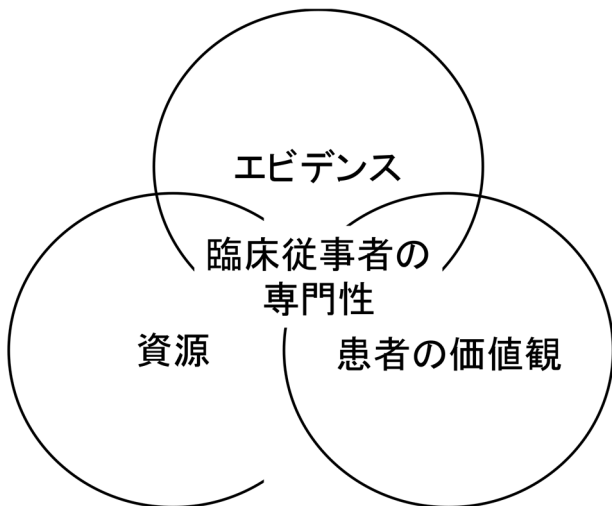 エビデンス
臨床従事者の
専門性
資源
患者の価値観